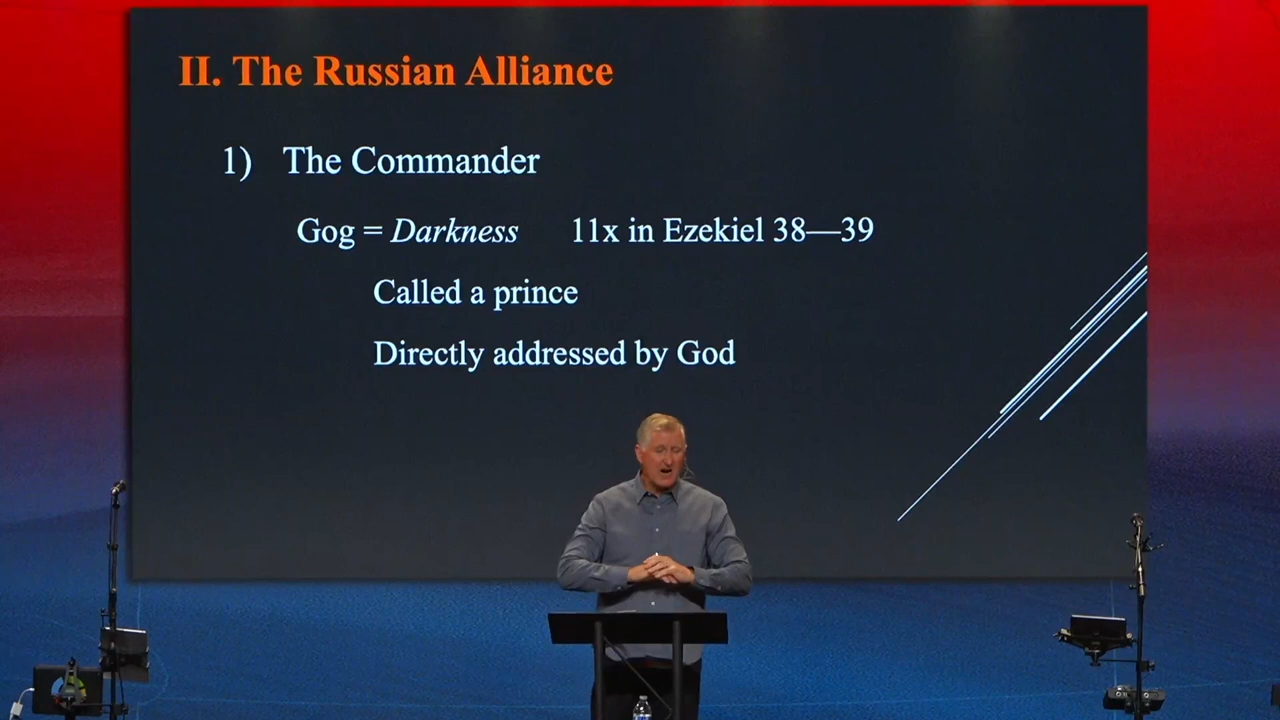 II. The Russian Alliance
1) The Commander
Gog = Darkness 11x in Ezekiel 38—39
Called a prince
Directly addressed by God